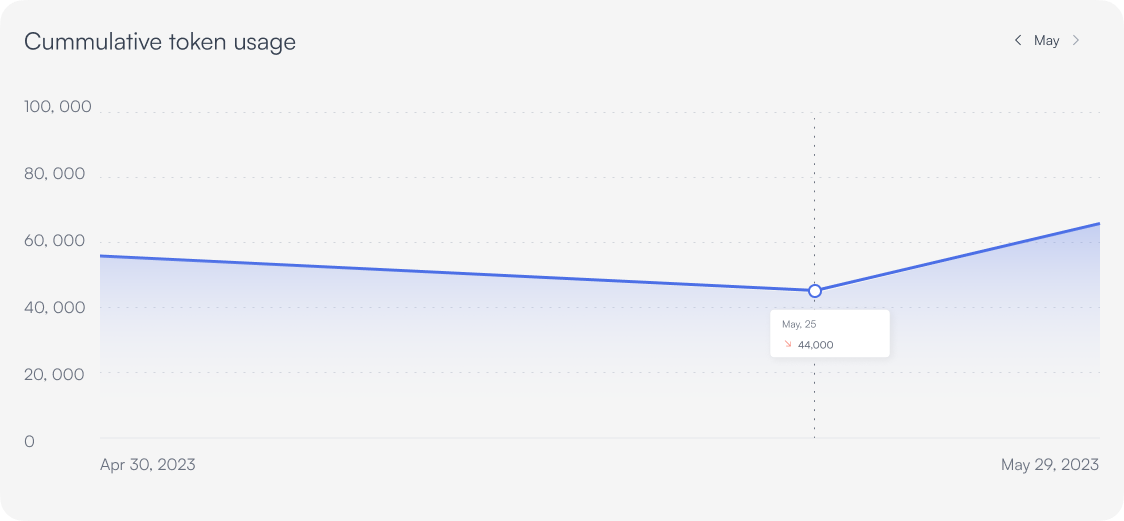 Cummulative token usage
May
100, 000
80, 000
60, 000
40, 000
May, 25
44,000
20, 000
0
Apr 30, 2023
May 29, 2023